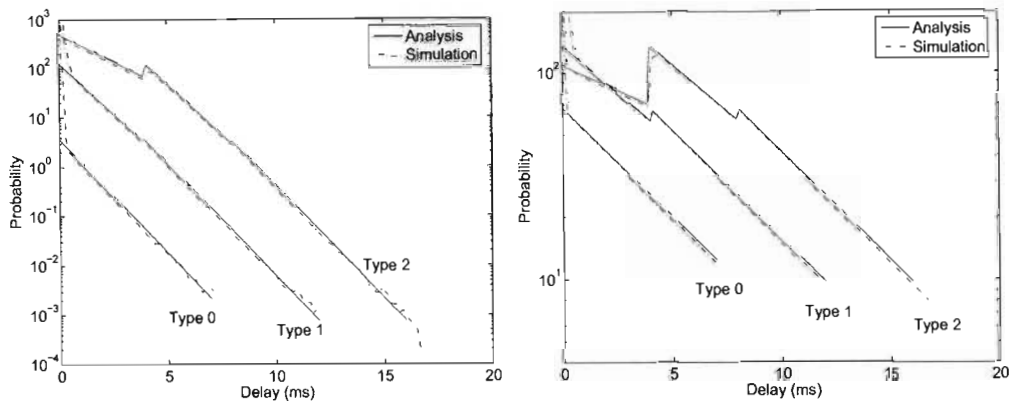 10^3
10^2
10^1
10^0
10^-1
10^-2
10^-3
10^-4
Probability
Analysis
Simulation
Type 2
Type 0
Type 1
0 5 10 15 20
Delay (ms)
10^2
10^1
Probability
Analysis
Simulation
Type 0
Type 1
Type 2
0 5 10 15 20
Delay (ms)